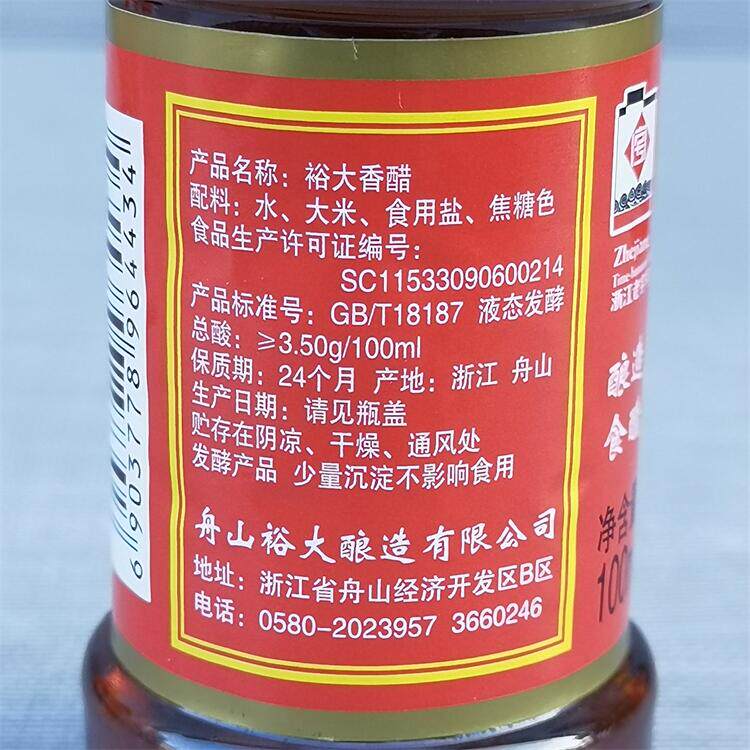 产品名称：裕大香醋
配料：水、大米、食用盐、焦糖色
食品生产许可证编号：
SC11533090600214
产品标准号：GB/T18187 液态发酵
总酸：≥3.50g/100ml
保质期：24个月 产地：浙江 舟山
生产日期：请见瓶盖
贮存在阴凉、干燥、通风处
发酵产品 少量沉淀不影响食用
舟山裕大酿造有限公司
地址：浙江省舟山经济开发区B区
电话：0580-2023957 3660246
6903778964434
酿造
净含